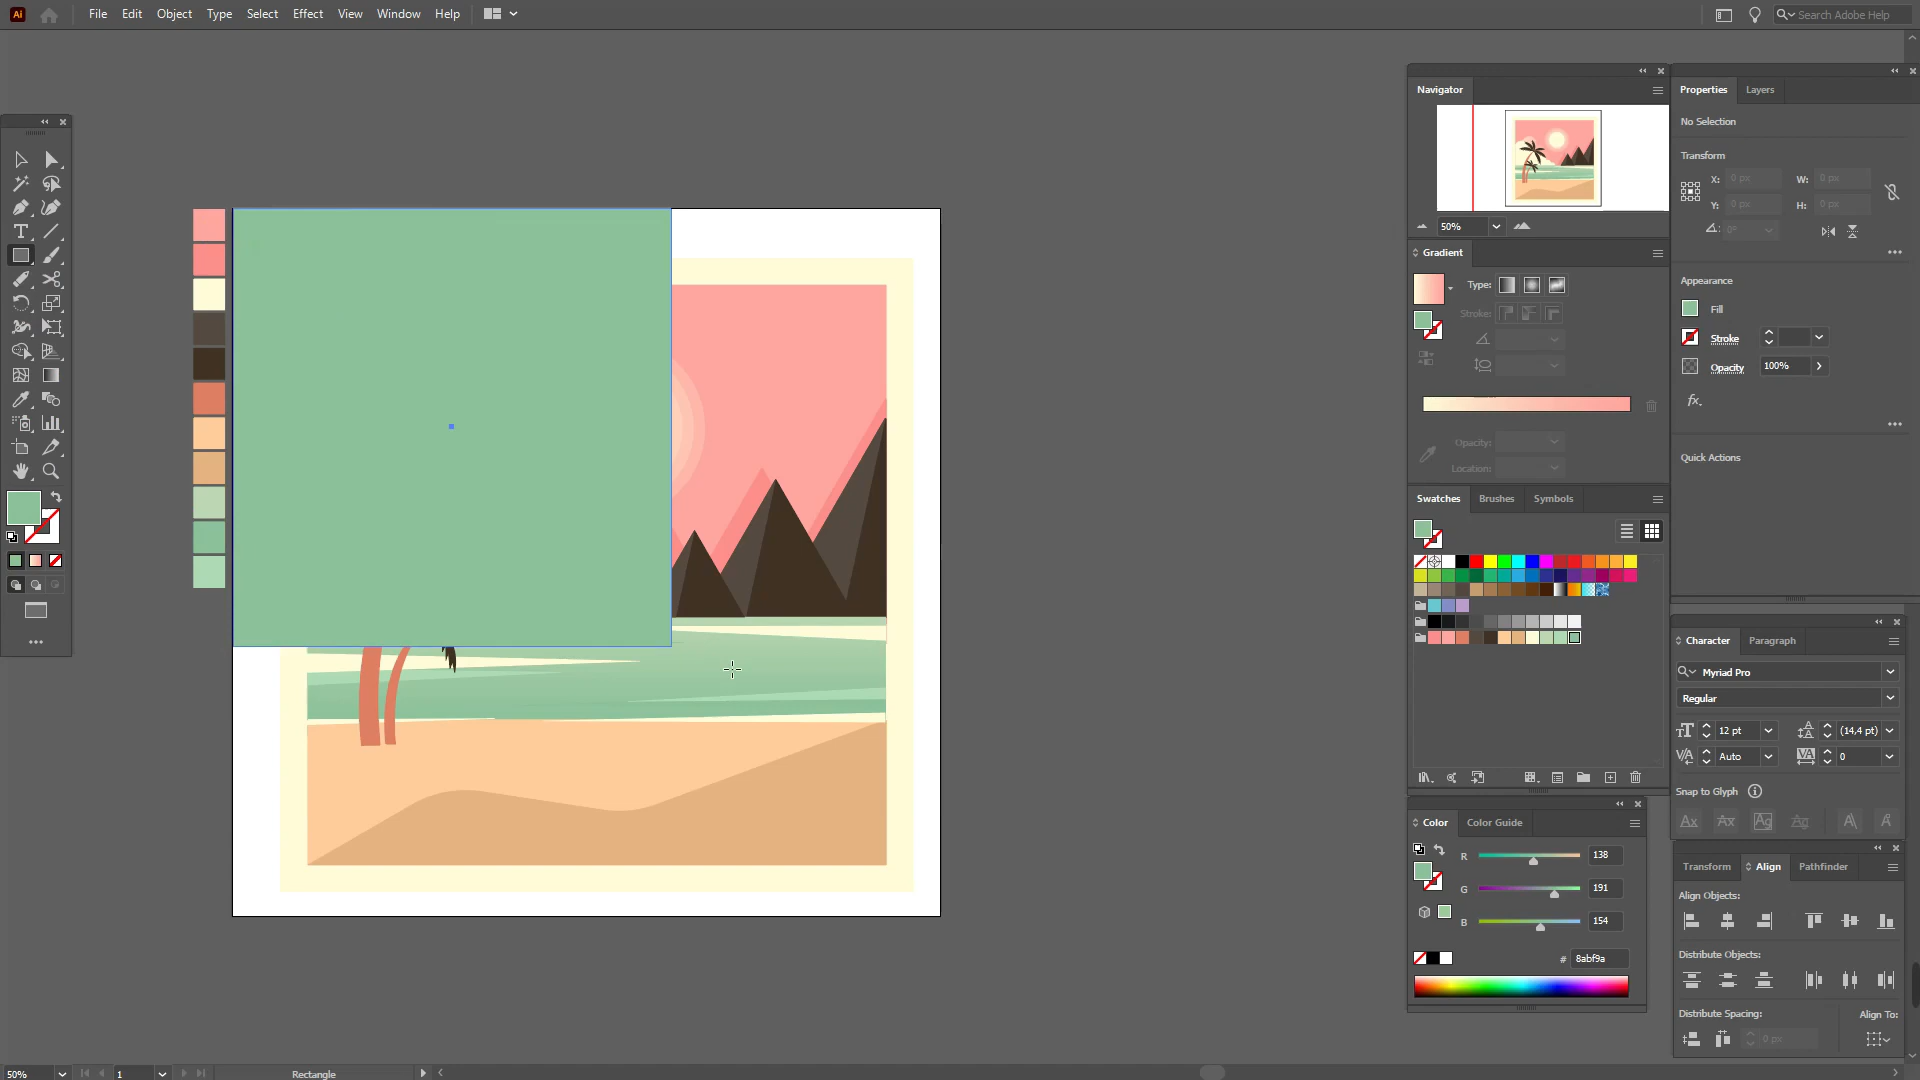 Ai File Edit Object Type Select Effect View Window Help Search Adobe Help
Navigator
Properties Layers
No Selection
Transform
X: 0 px W: 0 px
Y: 0 px H: 0 px
0°
50%
Gradient
Type:
Stroke:
Opacity:
Location:
Appearance
Fill
Stroke
Opacity 100%
fx.
Quick Actions
Swatches Brushes Symbols
Character Paragraph
Myriad Pro
Regular
12 pt (14,4 pt)
Auto 0
Snap to Glyph
Color Color Guide
R 138
G 191
B 154
# 8abf9a
Transform Align Pathfinder
Align Objects:
Distribute Objects:
Distribute Spacing: Align To:
0 px
50% 1 Rectangle